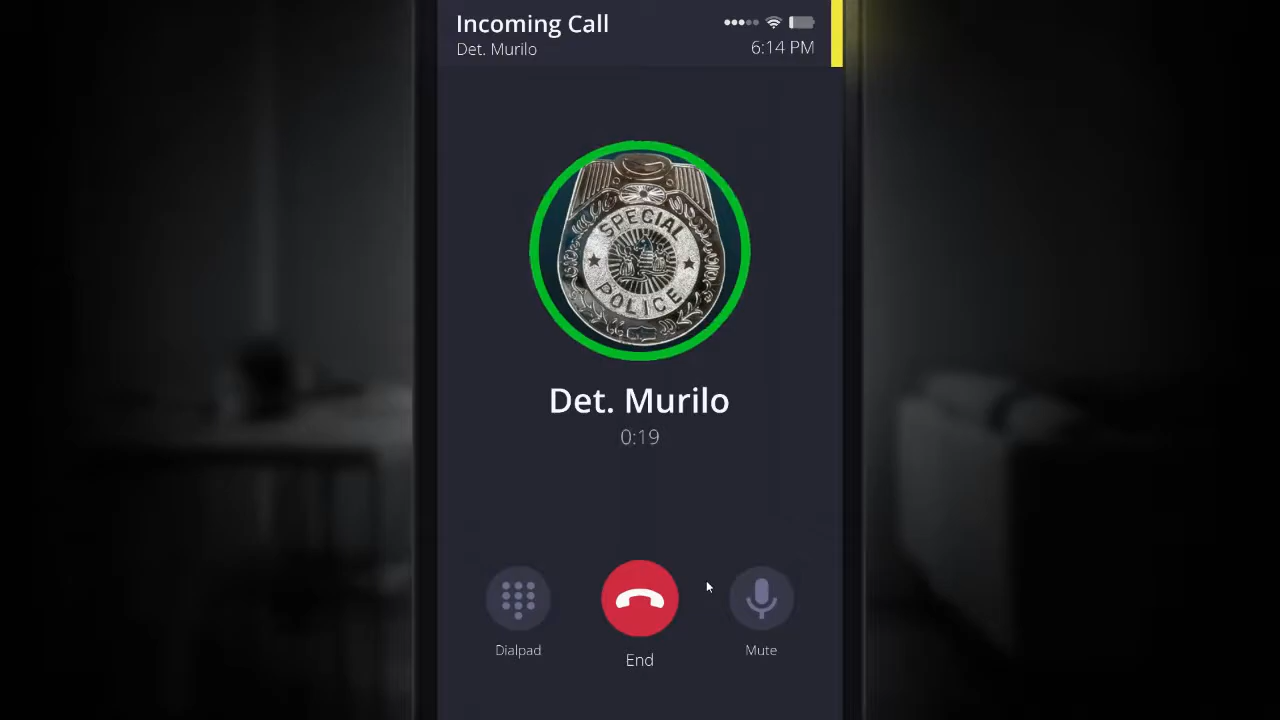 Incoming Call
Det. Murilo
6:14 PM
SPECIAL
POLICE
Det. Murilo
0:19
Dialpad
End
Mute